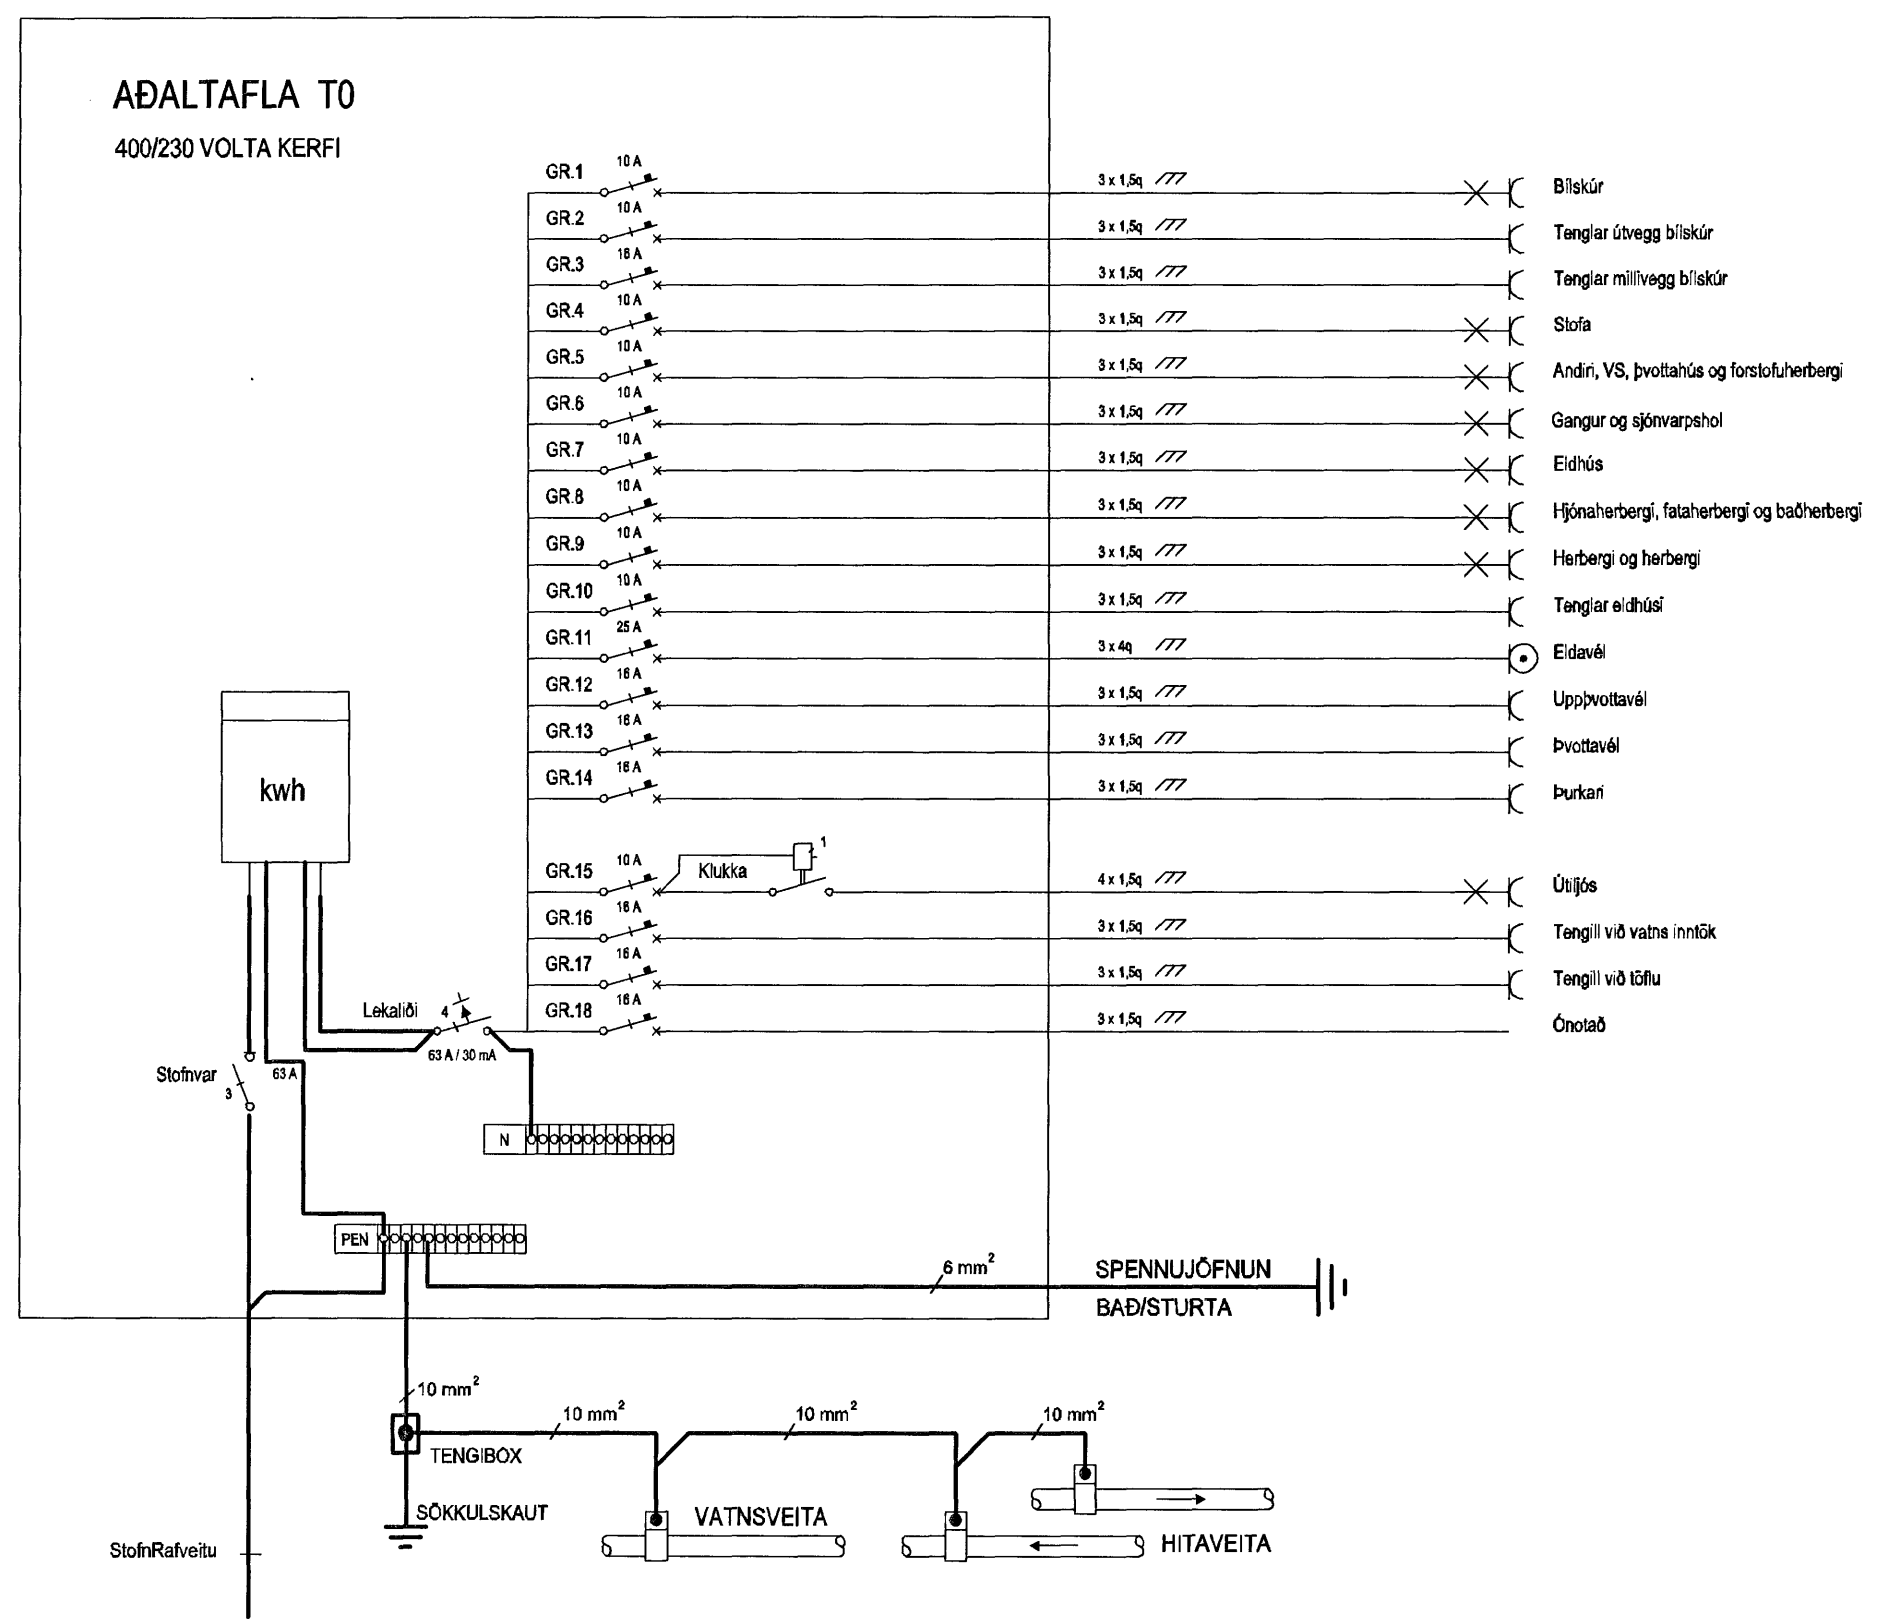 AÐALTAFLA T0
400/230 VOLTA KERFI
GR.1 10 A 3 x 1,5q Bílskúr
GR.2 10 A 3 x 1,5q Tenglar útvegg bílskúr
GR.3 16 A 3 x 1,5q Tenglar millivegg bílskúr
GR.4 10 A 3 x 1,5q Stofa
GR.5 10 A 3 x 1,5q Andiri, VS, þvottahús og forstofuherbergi
GR.6 10 A 3 x 1,5q Gangur og sjónvarpshol
GR.7 10 A 3 x 1,5q Eldhús
GR.8 10 A 3 x 1,5q Hjónaherbergi, fataherbergi og baðherbergi
GR.9 10 A 3 x 1,5q Herbergi og herbergi
GR.10 10 A 3 x 1,5q Tenglar eldhúsi
GR.11 25 A 3 x 4q Eldavél
GR.12 16 A 3 x 1,5q Uppþvottavél
GR.13 16 A 3 x 1,5q Þvottavél
GR.14 16 A 3 x 1,5q Þurkari
kwh
GR.15 10 A Klukka 1 4 x 1,5q Útiljós
GR.16 16 A 3 x 1,5q Tengill við vatns inntök
GR.17 16 A 3 x 1,5q Tengill við töflu
GR.18 16 A 3 x 1,5q Ónotað
Lekaliði 4
63 A / 30 mA
Stofnvar 3 63 A
N
PEN
6 mm²
SPENNUJÖFNUN
BAÐ/STURTA
10 mm²
10 mm² 10 mm² 10 mm²
TENGIBOX
SÖKKULSKAUT
VATNSVEITA
HITAVEITA
StofnRafveitu